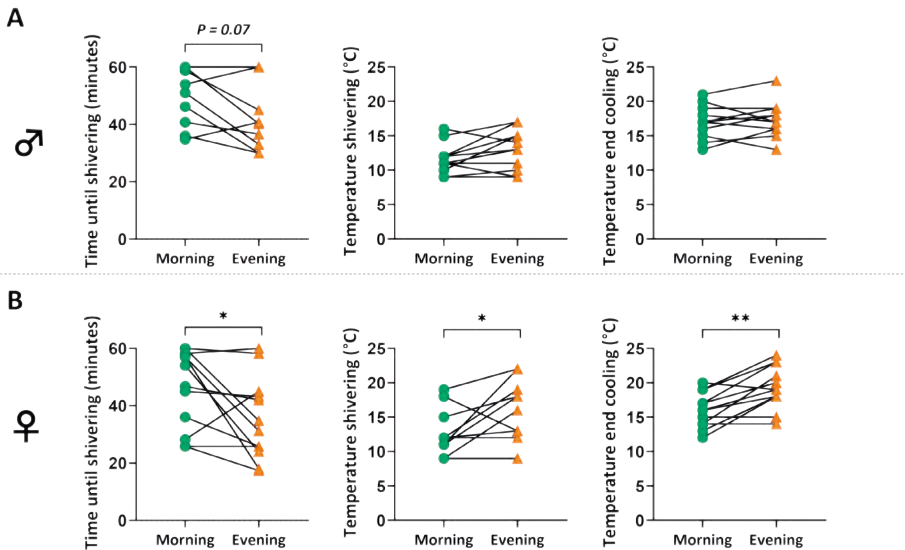 A
P = 0.07
Time until shivering (minutes)
60
40
20
0
Morning
Evening
Temperature shivering (°C)
25
20
15
10
5
0
Morning
Evening
Temperature end cooling (°C)
25
20
15
10
5
0
Morning
Evening
♂
B
*
Time until shivering (minutes)
60
40
20
0
Morning
Evening
*
Temperature shivering (°C)
25
20
15
10
5
0
Morning
Evening
**
Temperature end cooling (°C)
25
20
15
10
5
0
Morning
Evening
♀